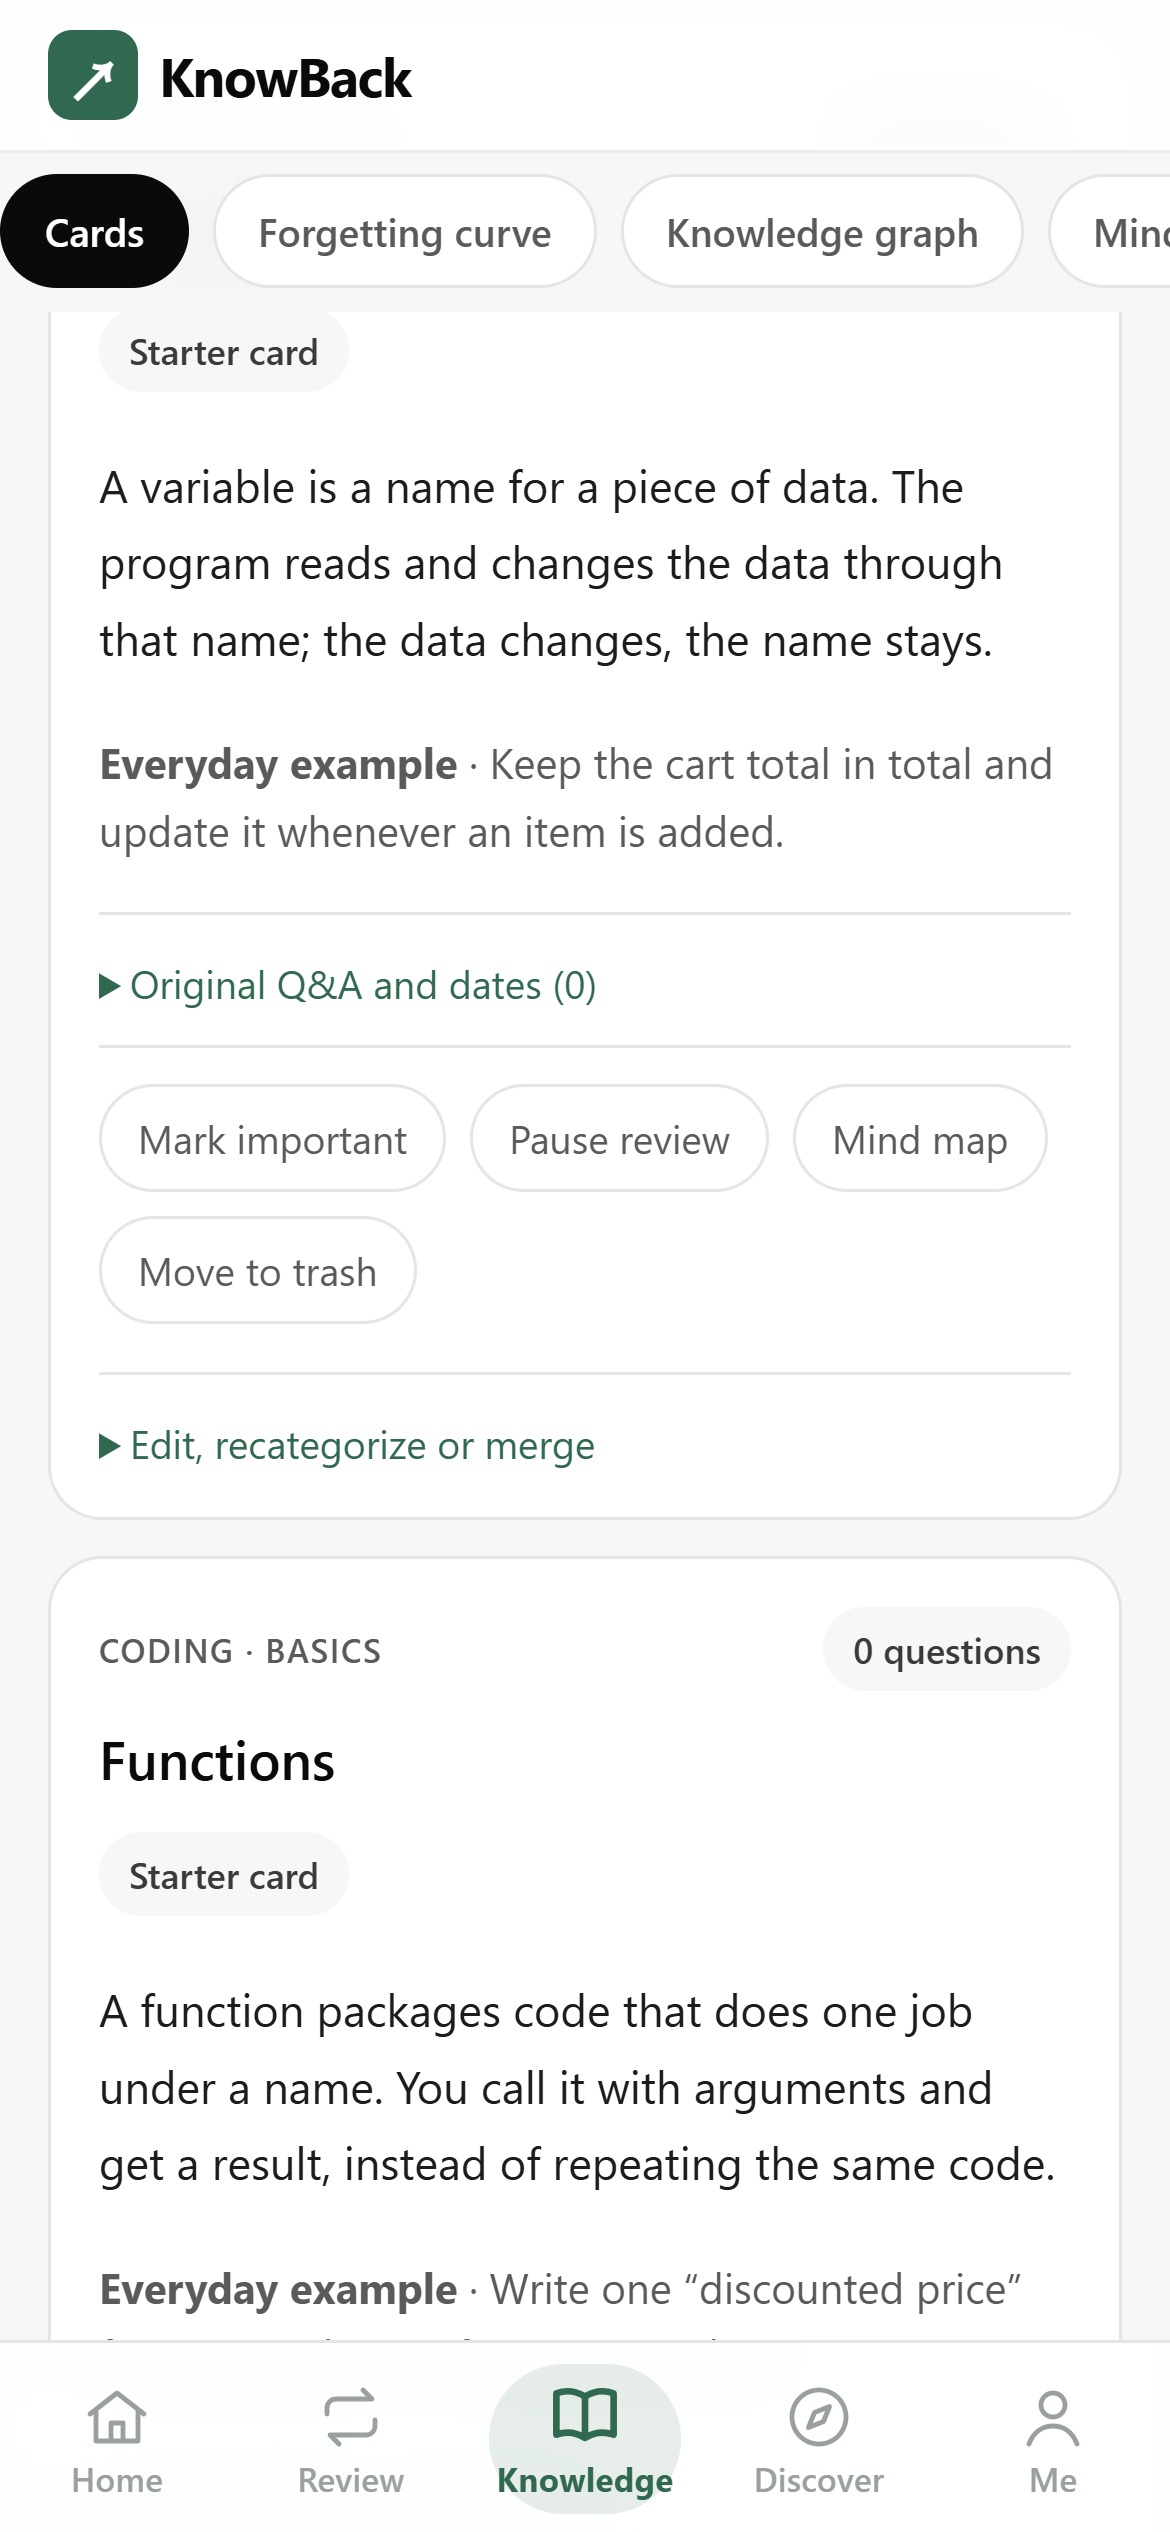 KnowBack
Cards
Forgetting curve
Knowledge graph
Starter card
A variable is a name for a piece of data. The
program reads and changes the data through
that name; the data changes, the name stays.
Everyday example · Keep the cart total in total and
update it whenever an item is added.
Original Q&A and dates (0)
Mark important
Pause review
Mind map
Move to trash
Edit, recategorize or merge
CODING · BASICS
0 questions
Functions
Starter card
A function packages code that does one job
under a name. You call it with arguments and
get a result, instead of repeating the same code.
Everyday example · Write one “discounted price”
Home
Review
Knowledge
Discover
Me